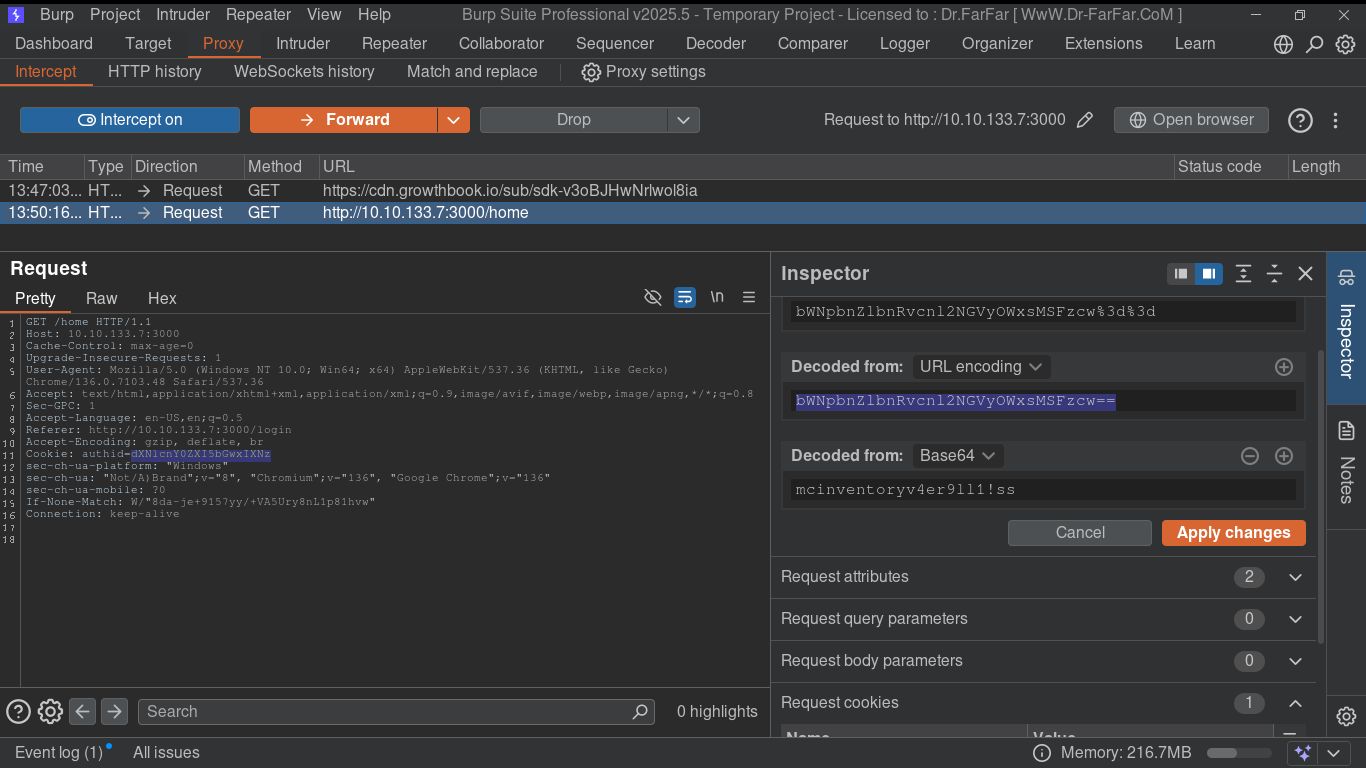 Burp Project Intruder Repeater View Help Burp Suite Professional v2025.5 - Temporary Project - Licensed to : Dr.FarFar [ WwW.Dr-FarFar.CoM ]
Dashboard Target Proxy Intruder Repeater Collaborator Sequencer Decoder Comparer Logger Organizer Extensions Learn
Intercept HTTP history WebSockets history Match and replace Proxy settings
Intercept on Forward Drop Request to http://10.10.133.7:3000 Open browser
Time Type Direction Method URL Status code Length
13:47:03... HT... → Request GET https://cdn.growthbook.io/sub/sdk-v3oBJHwNrlwol8ia
13:50:16... HT... → Request GET http://10.10.133.7:3000/home
Request
Pretty Raw Hex \n
1 GET /home HTTP/1.1
2 Host: 10.10.133.7:3000
3 Cache-Control: max-age=0
4 Upgrade-Insecure-Requests: 1
5 User-Agent: Mozilla/5.0 (Windows NT 10.0; Win64; x64) AppleWebKit/537.36 (KHTML, like Gecko)
Chrome/136.0.7103.48 Safari/537.36
6 Accept: text/html,application/xhtml+xml,application/xml;q=0.9,image/avif,image/webp,image/apng,*/*;q=0.8
7 Sec-GPC: 1
8 Accept-Language: en-US,en;q=0.5
9 Referer: http://10.10.133.7:3000/login
10 Accept-Encoding: gzip, deflate, br
11 Cookie: authid=dXNlcnY0ZXI5bGwxIXNz
12 sec-ch-ua-platform: "Windows"
13 sec-ch-ua: "Not/A)Brand";v="8", "Chromium";v="136", "Google Chrome";v="136"
14 sec-ch-ua-mobile: ?0
15 If-None-Match: W/"8da-je+9157yy/+VA5Ury8nL1p81hvw"
16 Connection: keep-alive
17
18
Search 0 highlights
Inspector
bWNpbnZlbnRvcnl2NGVyOWxsMSFzcw%3d%3d
Decoded from: URL encoding
bWNpbnZlbnRvcnl2NGVyOWxsMSFzcw==
Decoded from: Base64
mcinventoryv4er9ll1!ss
Cancel Apply changes
Request attributes 2
Request query parameters 0
Request body parameters 0
Request cookies 1
Name Value
Inspector
Notes
Event log (1) All issues Memory: 216.7MB